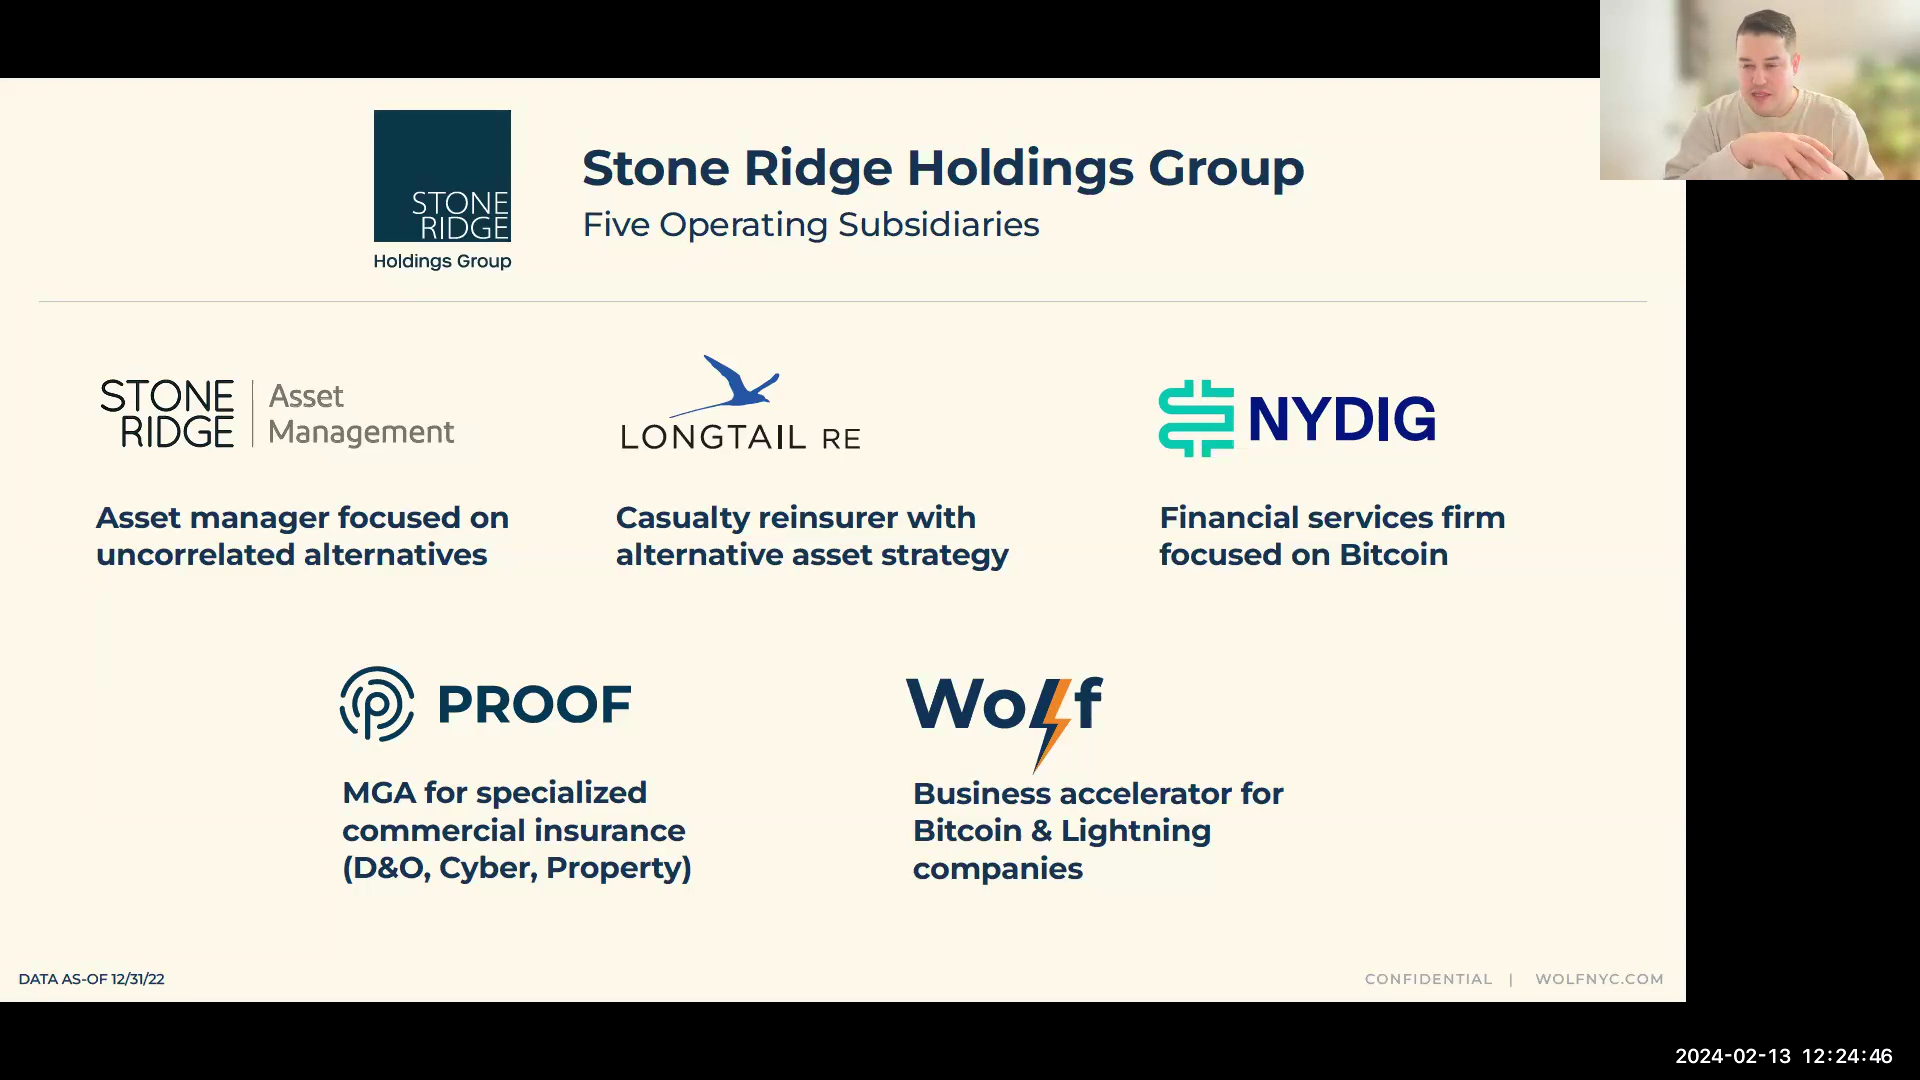 STONE
RIDGE
Holdings Group
Stone Ridge Holdings Group
Five Operating Subsidiaries
STONE
RIDGE
Asset
Management
LONGTAIL RE
NYDIG
Asset manager focused on
uncorrelated alternatives
Casualty reinsurer with
alternative asset strategy
Financial services firm
focused on Bitcoin
PROOF
Wolf
MGA for specialized
commercial insurance
(D&O, Cyber, Property)
Business accelerator for
Bitcoin & Lightning
companies
DATA AS-OF 12/31/22
CONFIDENTIAL | WOLFNYC.COM
2024-02-13 12:24:46